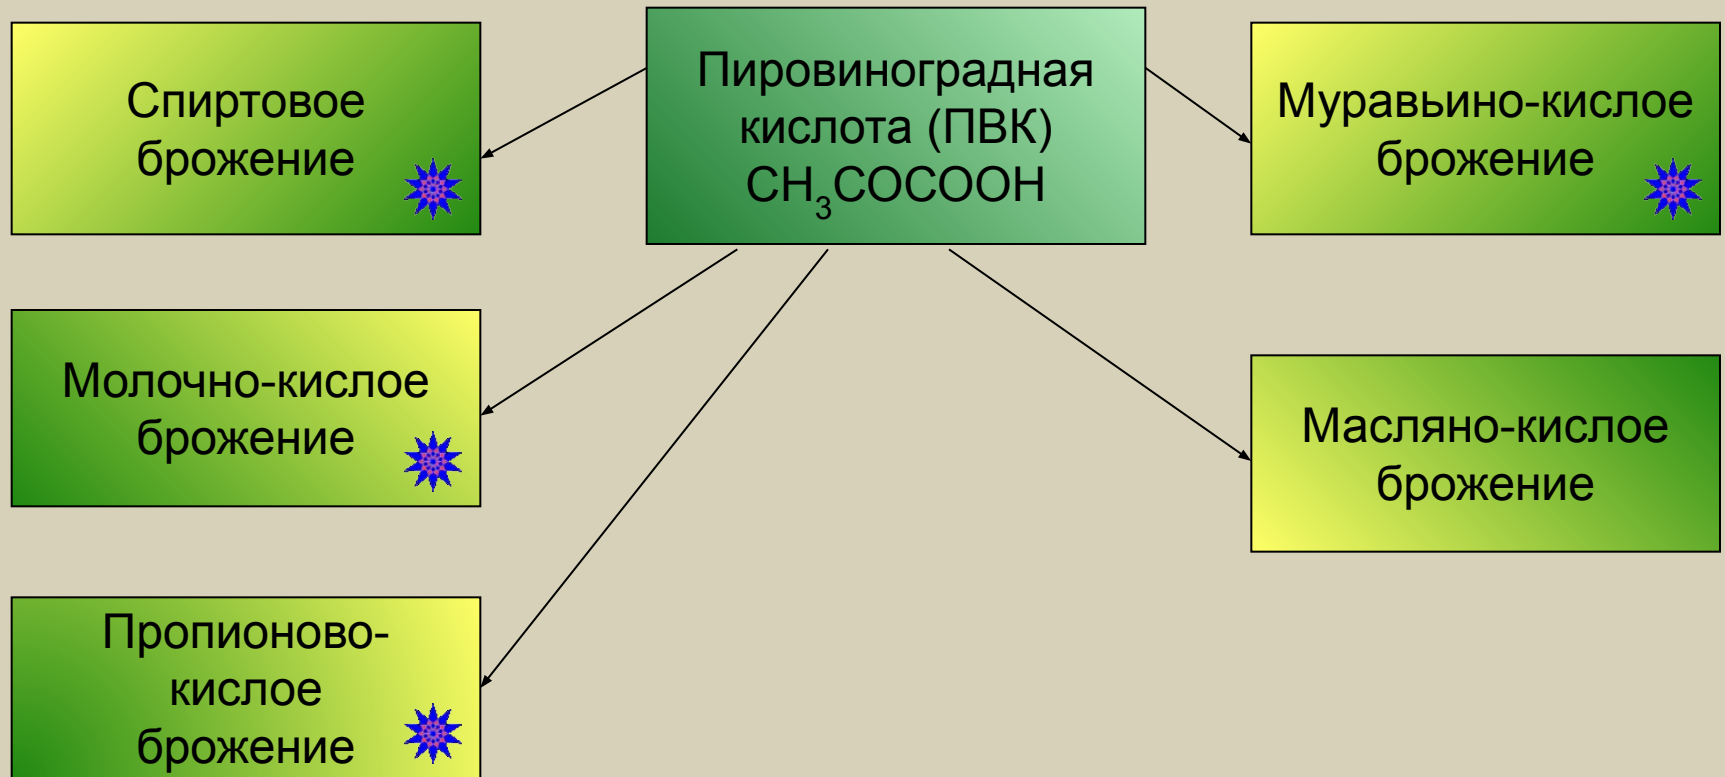 Спиртовое
брожение
Пировиноградная
кислота (ПВК)
CH₃COCOOH
Муравьино-кислое
брожение
Молочно-кислое
брожение
Масляно-кислое
брожение
Пропионово-
кислое
брожение